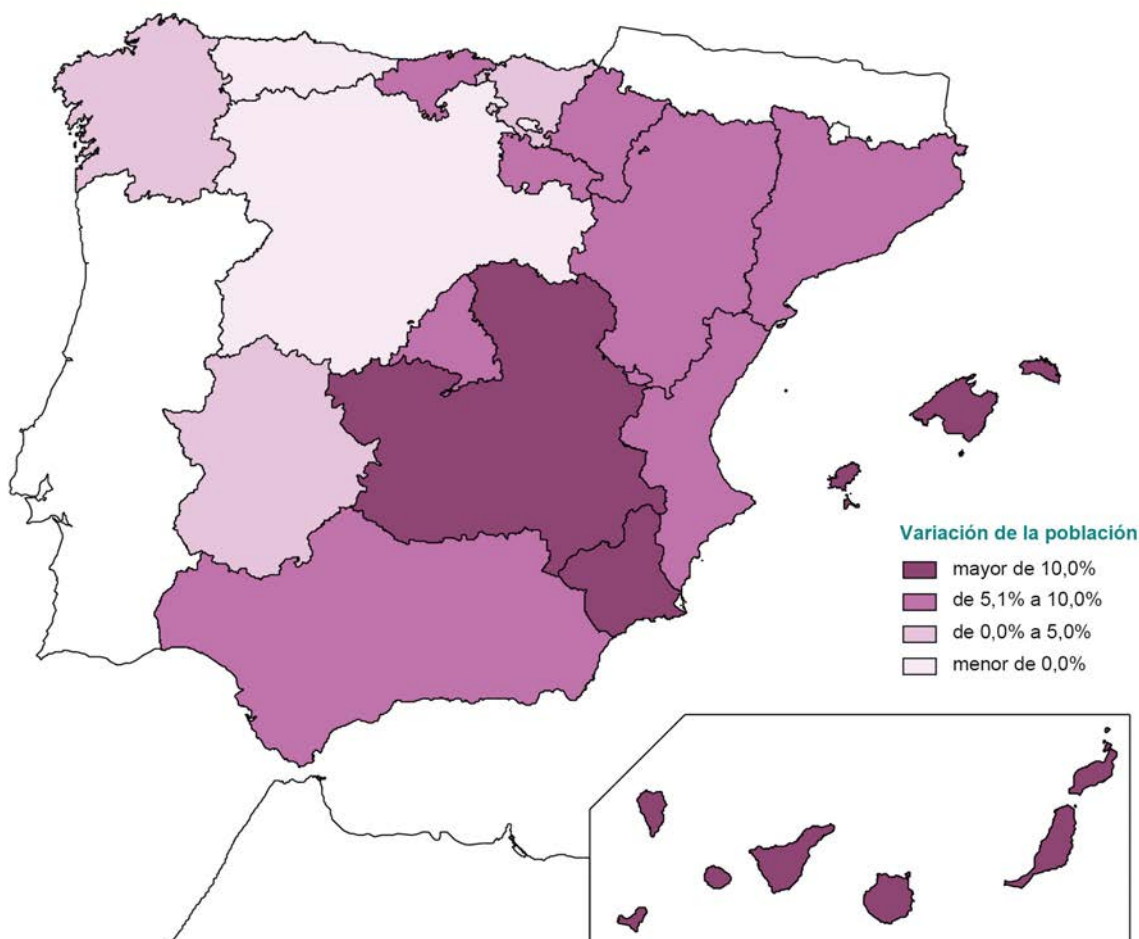 Variación de la población
mayor de 10,0%
de 5,1% a 10,0%
de 0,0% a 5,0%
menor de 0,0%